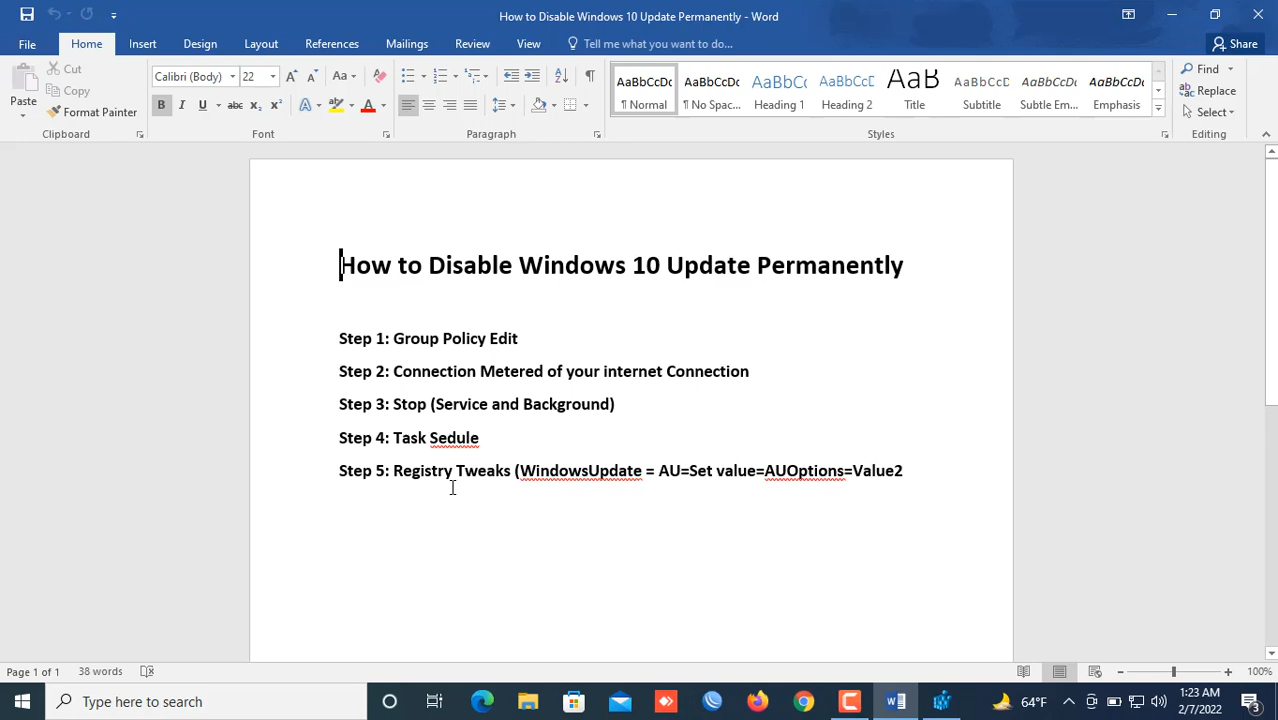 How to Disable Windows 10 Update Permanently - Word
File Home Insert Design Layout References Mailings Review View Tell me what you want to do... Share
Cut
Copy
Format Painter
Paste
Calibri (Body) 22
AaBbCcDc AaBbCcDc AaBbCc AaBbCcC AaB AaBbCcD AaBbCcDc AaBbCcDc
¶ Normal ¶ No Spac... Heading 1 Heading 2 Title Subtitle Subtle Em... Emphasis
Find
Replace
Select
Clipboard Font Paragraph Styles Editing
How to Disable Windows 10 Update Permanently
Step 1: Group Policy Edit
Step 2: Connection Metered of your internet Connection
Step 3: Stop (Service and Background)
Step 4: Task Sedule
Step 5: Registry Tweaks (WindowsUpdate = AU=Set value=AUOptions=Value2
Page 1 of 1 38 words 100%
Type here to search
64°F
1:23 AM
2/7/2022
3